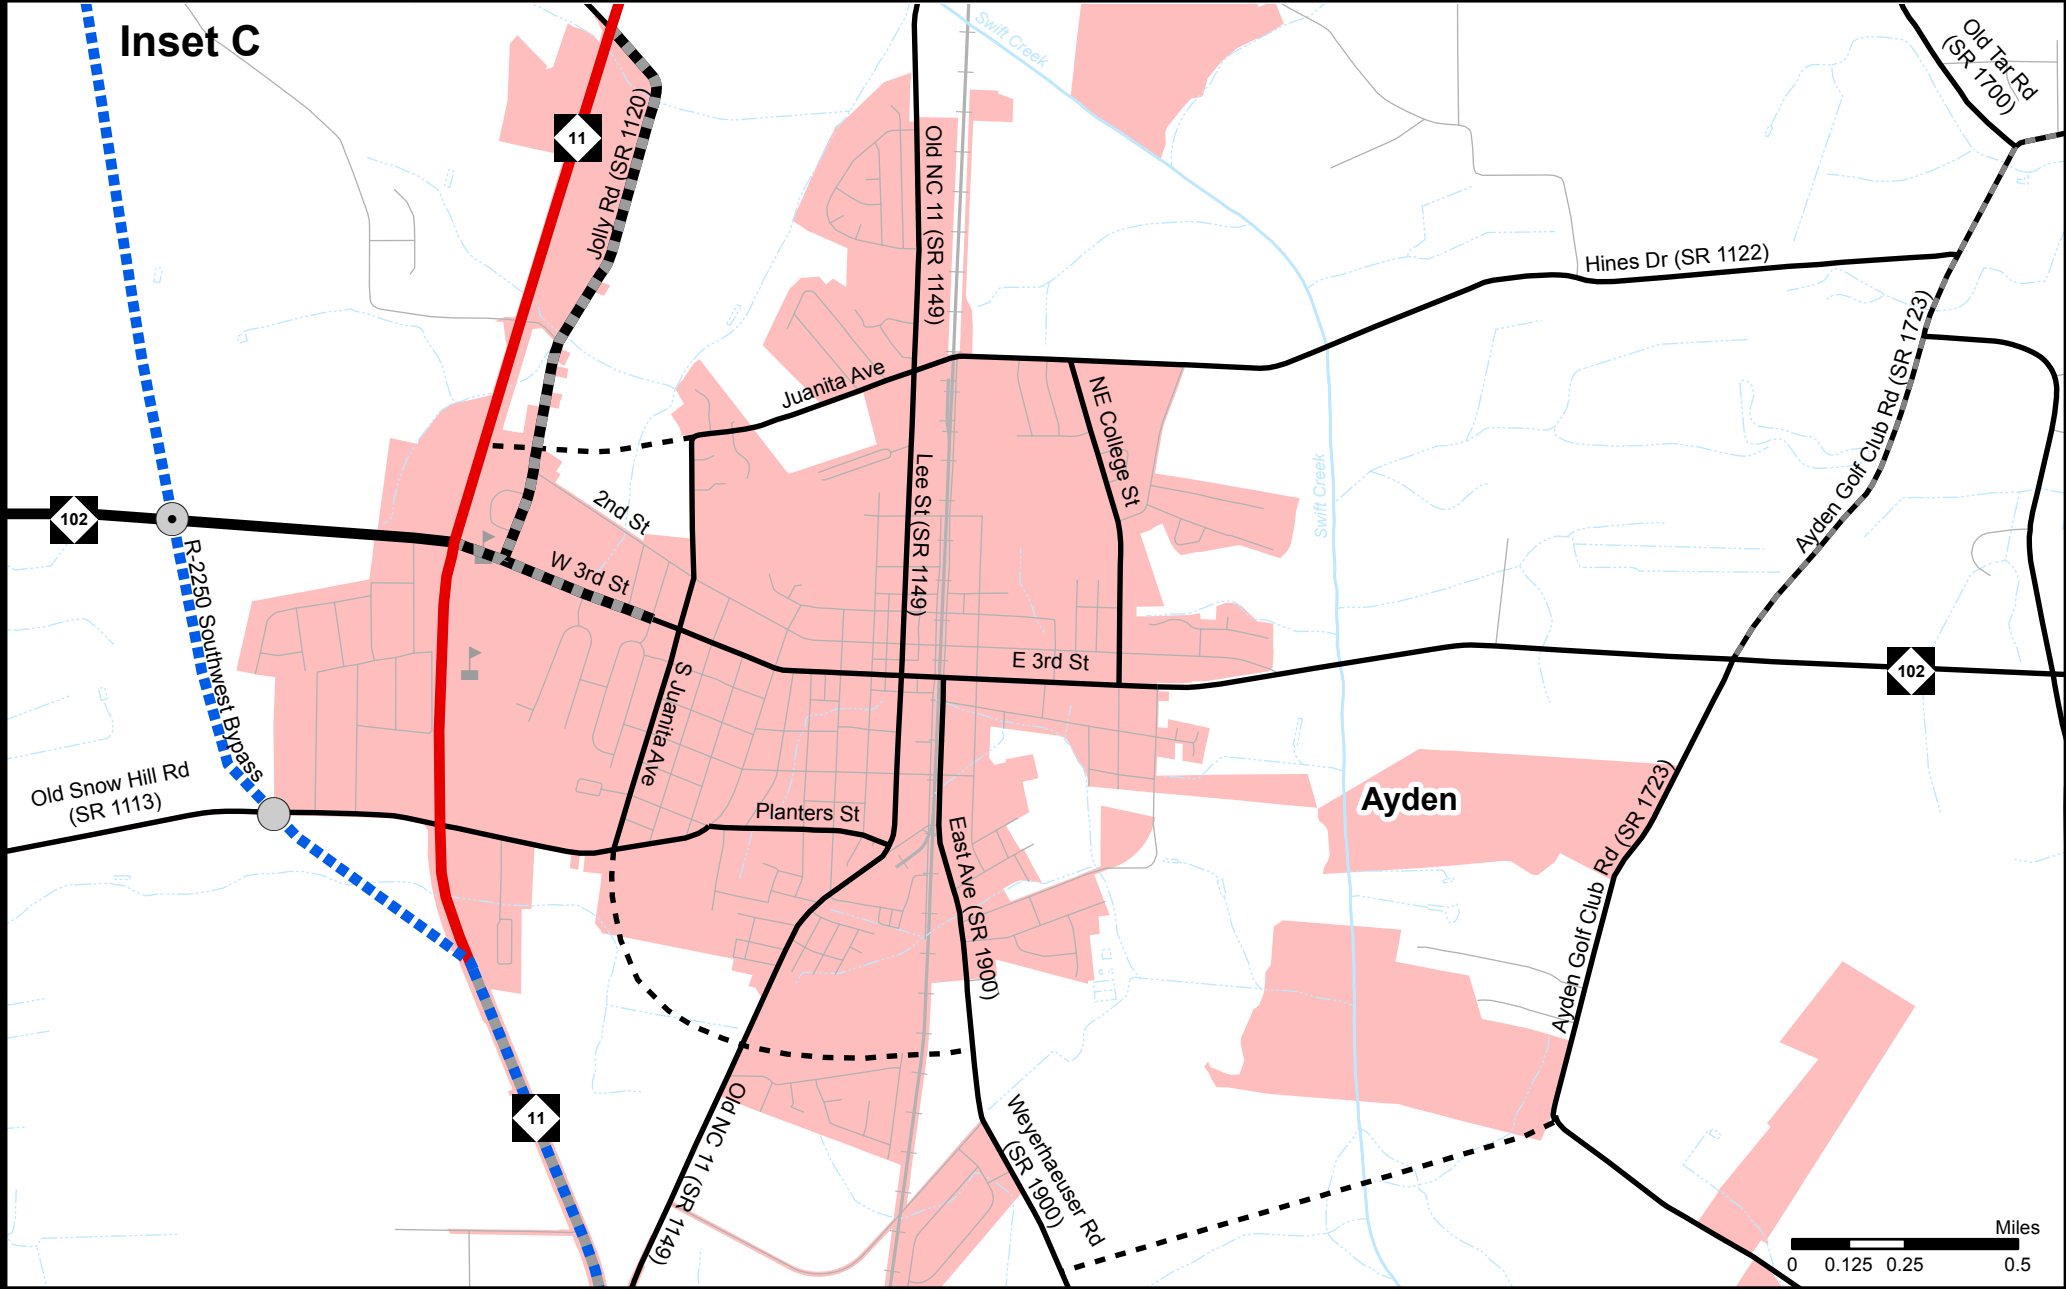 Inset C
Swift Creek
Old Tar Rd
(SR 1700)
11
Jolly Rd (SR 1120)
Old NC 11 (SR 1149)
Hines Dr (SR 1122)
Ayden Golf Club Rd (SR 1723)
Juanita Ave
NE College St
Lee St (SR 1149)
Swift Creek
2nd St
102
W 3rd St
R-2250 Southwest Bypass
E 3rd St
102
S Juanita Ave
Old Snow Hill Rd
(SR 1113)
Planters St
Ayden
Ayden Golf Club Rd (SR 1723)
East Ave (SR 1900)
11
Old NC 11 (SR 1149)
Weyerhaeuser Rd
(SR 1900)
Miles
0 0.125 0.25 0.5